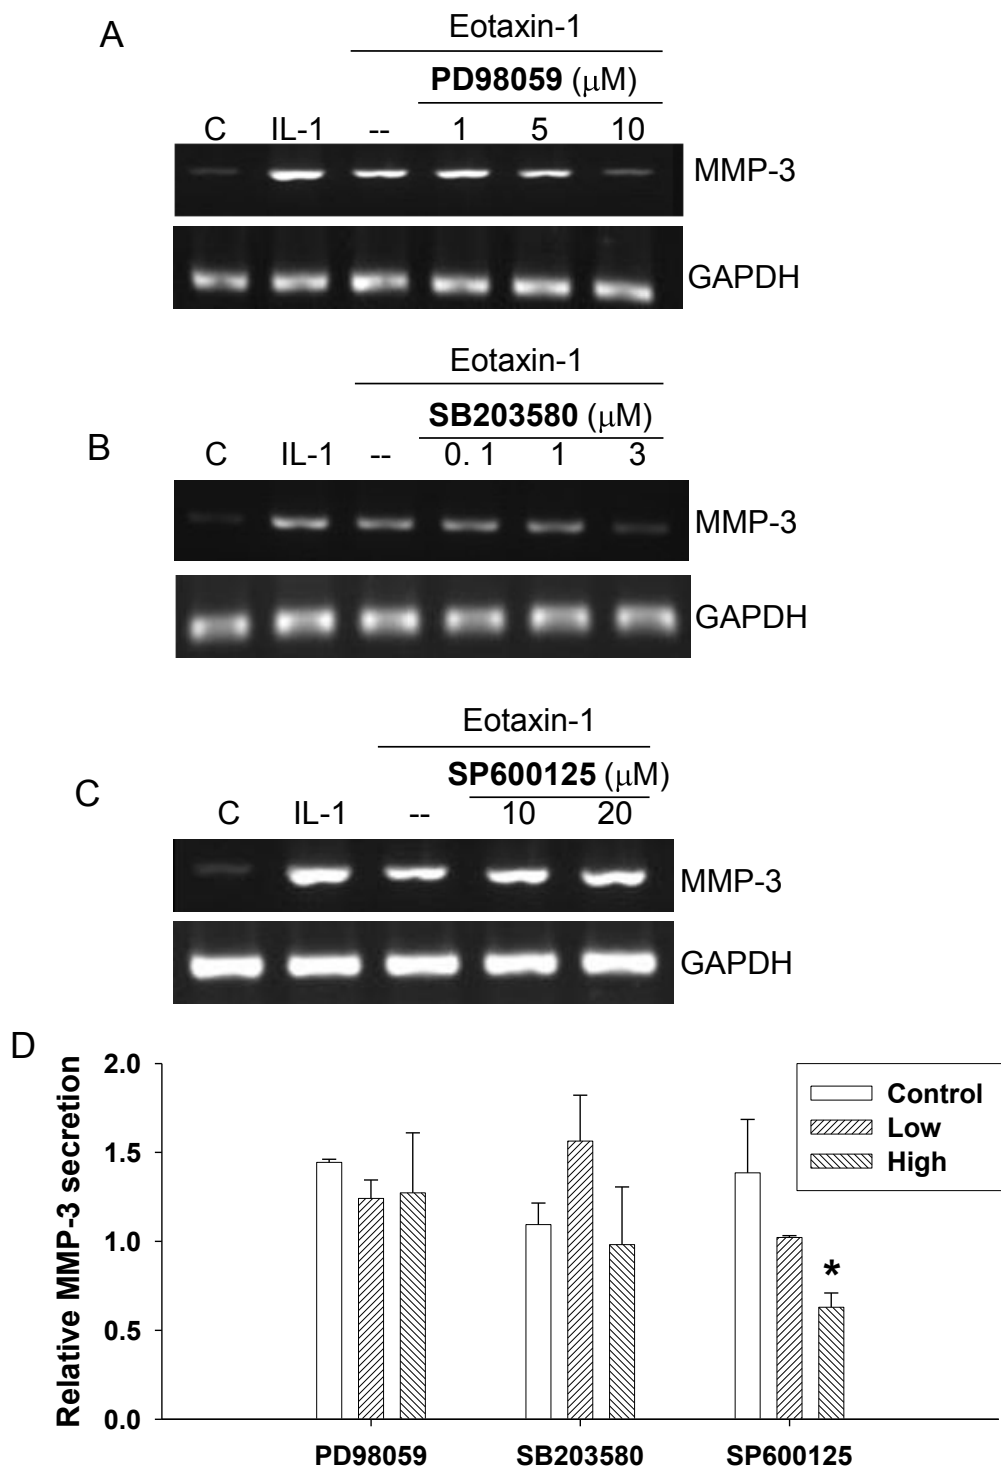 A
Eotaxin-1
PD98059 (μM)
C IL-1 -- 1 5 10
MMP-3
GAPDH
Eotaxin-1
B
SB203580 (μM)
C IL-1 -- 0. 1 1 3
MMP-3
GAPDH
Eotaxin-1
C
SP600125 (μM)
C IL-1 -- 10 20
MMP-3
GAPDH
D
Relative MMP-3 secretion
2.0
1.5
1.0
0.5
0.0
Control
Low
High
*
PD98059 SB203580 SP600125